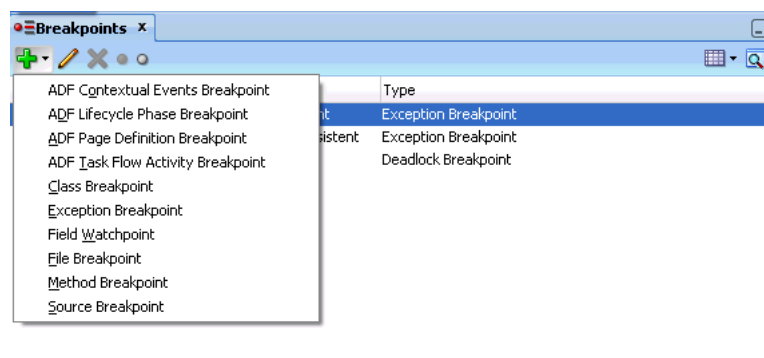 Breakpoints x
ADF Contextual Events Breakpoint
Type
ADF Lifecycle Phase Breakpoint
Exception Breakpoint
ADF Page Definition Breakpoint
sistent Exception Breakpoint
ADF Task Flow Activity Breakpoint
Deadlock Breakpoint
Class Breakpoint
Exception Breakpoint
Field Watchpoint
File Breakpoint
Method Breakpoint
Source Breakpoint